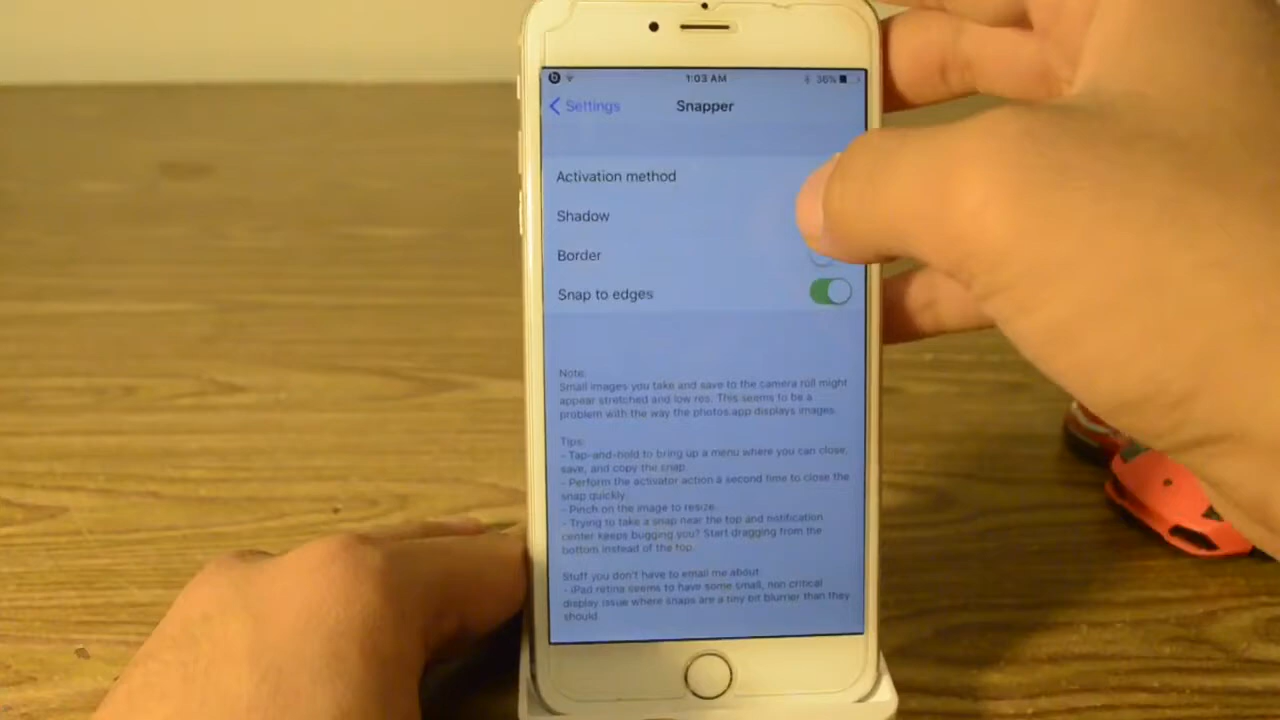 1:03 AM
36%
Settings
Snapper
Activation method
Shadow
Border
Snap to edges
Note:
Small images you take and save to the camera roll might
appear stretched and low res. This seems to be a
problem with the way the photos app displays images.
Tips:
- Tap-and-hold to bring up a menu where you can close,
save, and copy the snap.
- Perform the activator action a second time to close the
snap quickly.
- Pinch on the image to resize.
- Trying to take a snap near the top and notification
center keeps bugging you? Start dragging from the
bottom instead of the top.
Stuff you don't have to email me about:
- iPad retina seems to have some small, non critical
display issue where snaps are a tiny bit blurrier than they
should.